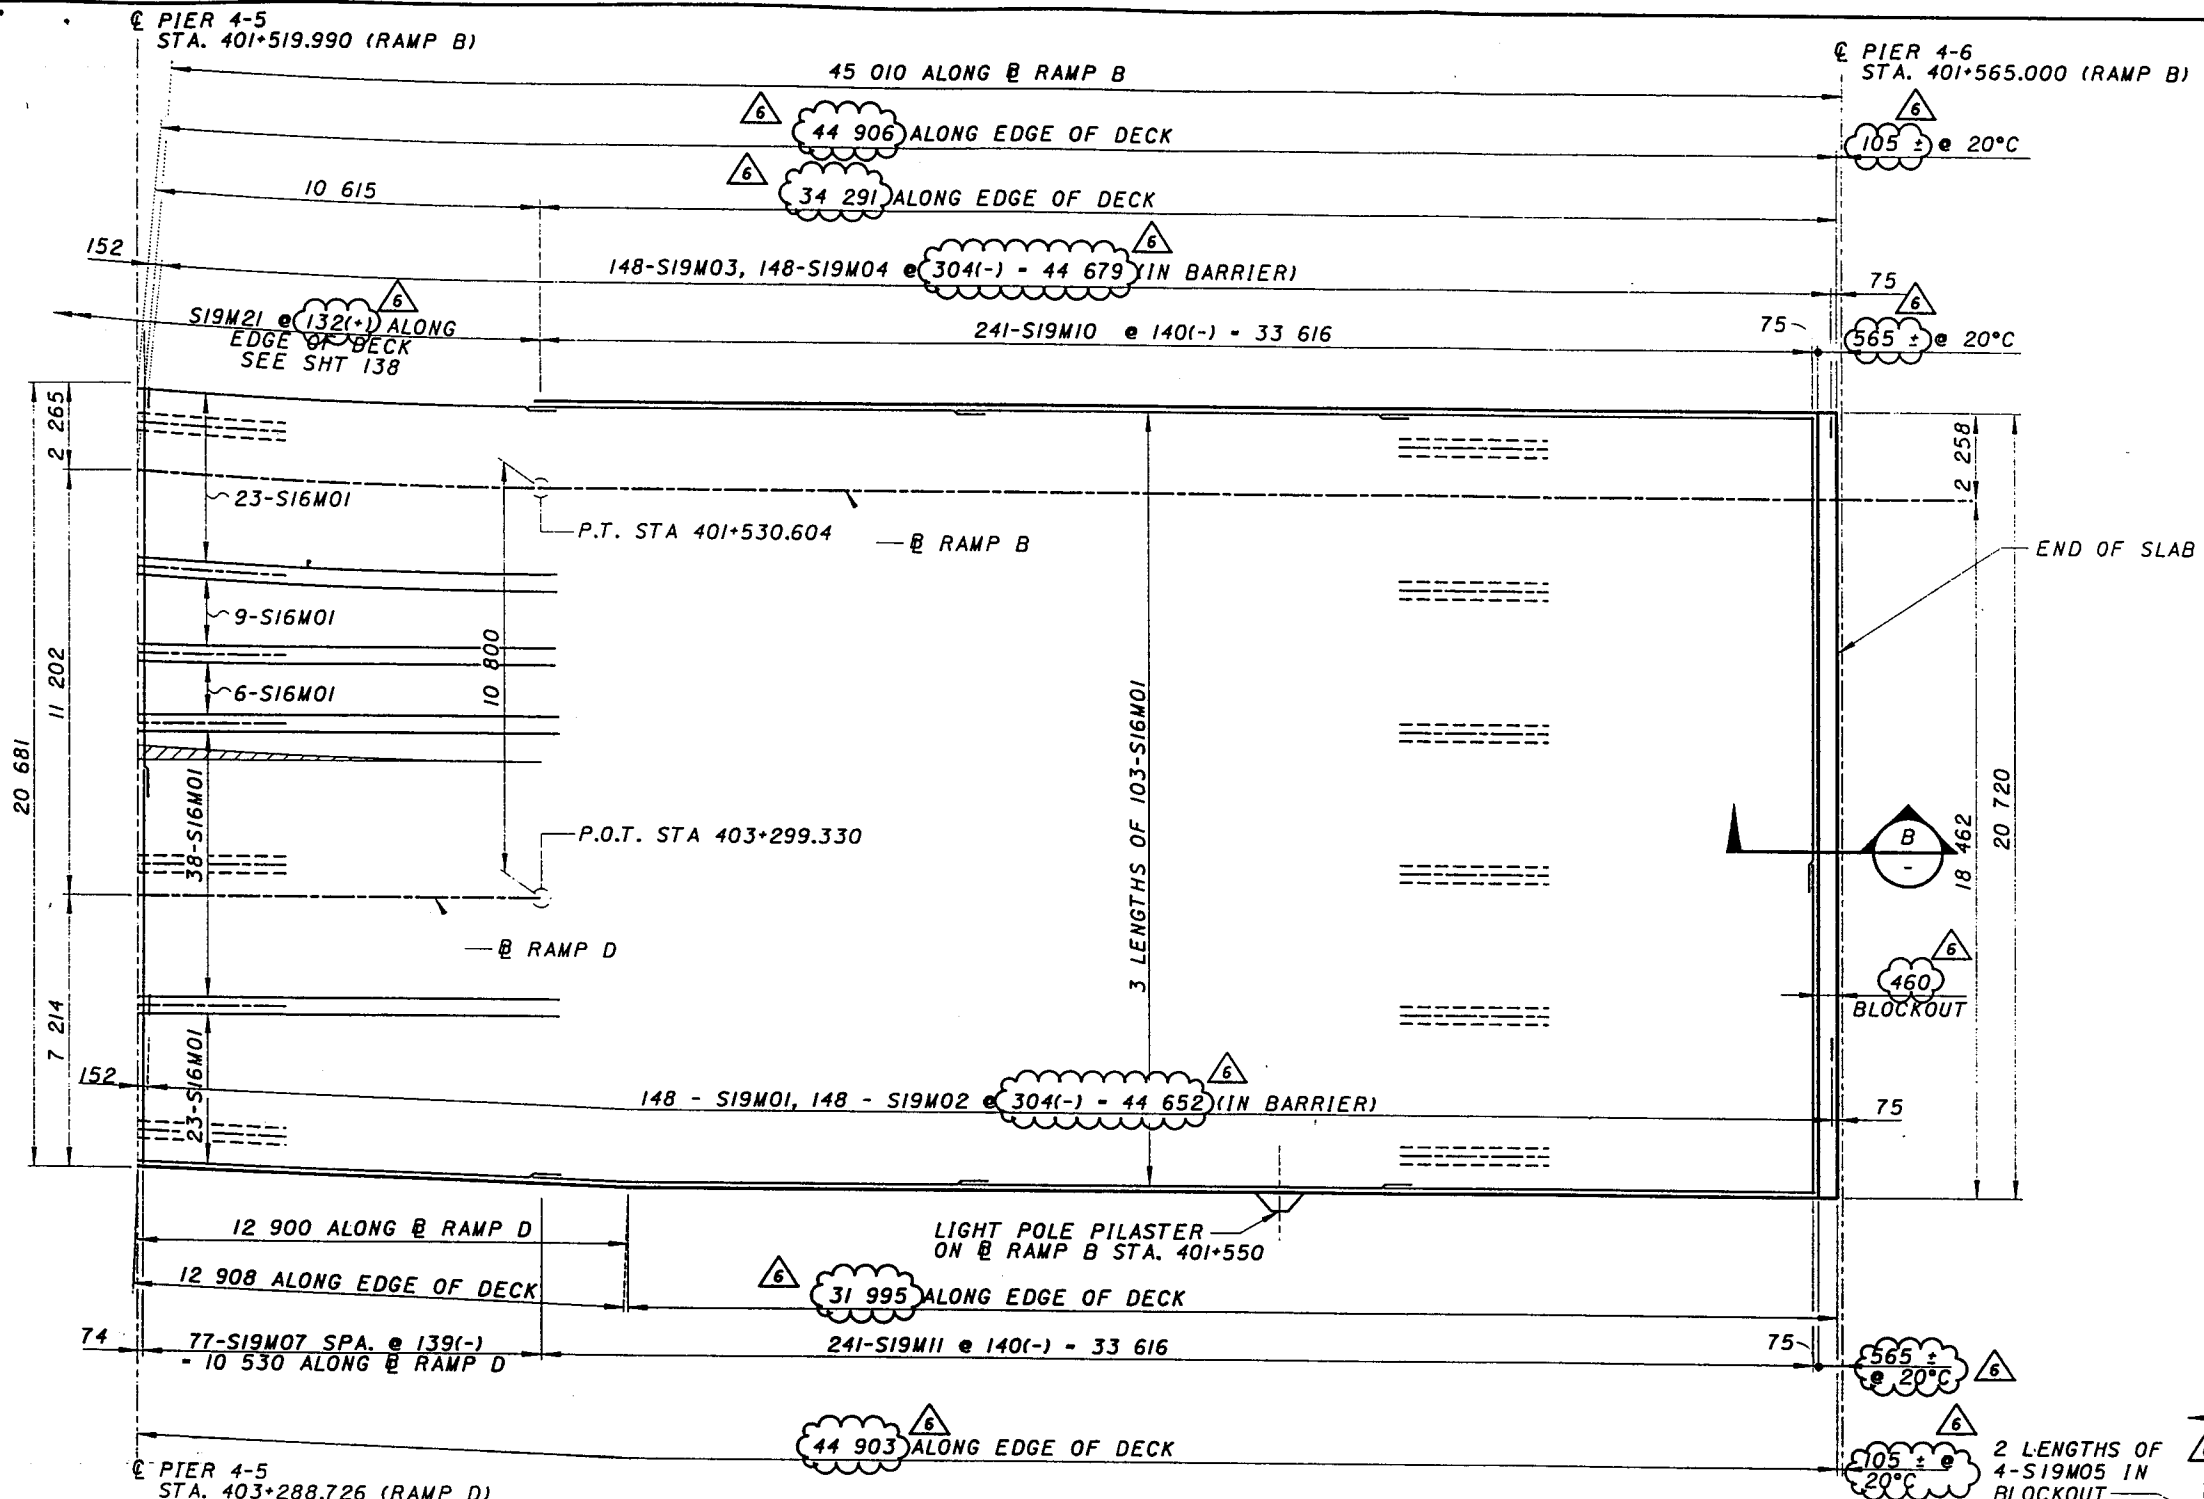 ℄ PIER 4-5
STA. 401+519.990 (RAMP B)
℄ PIER 4-6
STA. 401+565.000 (RAMP B)
45 010 ALONG ⅊ RAMP B
6
44 906 ALONG EDGE OF DECK
6
105 ± @ 20°C
6
34 291 ALONG EDGE OF DECK
10 615
152
148-S19M03, 148-S19M04 @ 304(-) = 44 679 (IN BARRIER)
6
75
S19M21 @ 132(+) ALONG
EDGE OF DECK
SEE SHT 138
6
241-S19M10 @ 140(-) = 33 616
75
6
565 ± @ 20°C
2 265
11 202
7 214
20 681
23-S16M01
9-S16M01
6-S16M01
38-S16M01
23-S16M01
10 800
P.T. STA 401+530.604
⅊ RAMP B
P.O.T. STA 403+299.330
⅊ RAMP D
3 LENGTHS OF 103-S16M01
2 258
18 462
20 720
END OF SLAB
B
-
6
460
BLOCKOUT
152
148 - S19M01, 148 - S19M02 @ 304(-) = 44 652 (IN BARRIER)
6
75
12 900 ALONG ⅊ RAMP D
LIGHT POLE PILASTER
ON ⅊ RAMP B STA. 401+550
12 908 ALONG EDGE OF DECK
6
31 995 ALONG EDGE OF DECK
74
77-S19M07 SPA. @ 139(-)
= 10 530 ALONG ⅊ RAMP D
241-S19M11 @ 140(-) = 33 616
75
565 ±
@ 20°C
6
44 903 ALONG EDGE OF DECK
6
℄ PIER 4-5
STA. 403+288.726 (RAMP D)
6
105 ± @
20°C
2 LENGTHS OF
4-S19M05 IN
BLOCKOUT